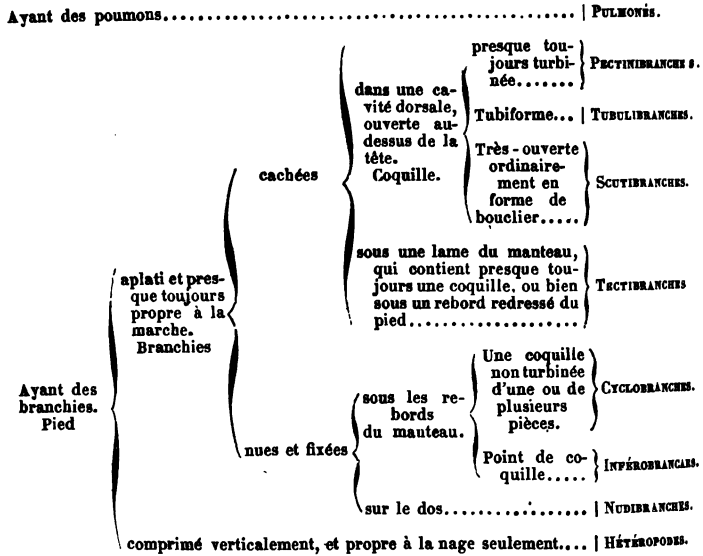 Ayant des poumons............................................... | PULMONÉS.
presque tou-
jours turbi-
née.......
PECTINIBRANCHES.
dans une ca-
vité dorsale,
ouverte au-
dessus de la
tête.
Coquille.
Tubiforme... | TUBULIBRANCHES.
Très-ouverte
ordinaire-
ment en
forme de
bouclier.....
SCUTIBRANCHES.
cachées
sous une lame du manteau,
qui contient presque tou-
jours une coquille, ou bien
sous un rebord redressé du
pied...................
TECTIBRANCHES
aplati et pres-
que toujours
propre à la
marche.
Branchies
Ayant des
branchies.
Pied
Une coquille
non turbinée
d'une ou de
plusieurs
pièces.
CYCLOBRANCHES.
sous les re-
bords
du mauteau.
nues et fixées
Point de co-
quille.....
INFÉROBRANCAES.
sur le dos................ | NUDIBRANCHES.
comprimé verticalement, et propre à la nage seulement.... | HÉTÉROPODES.